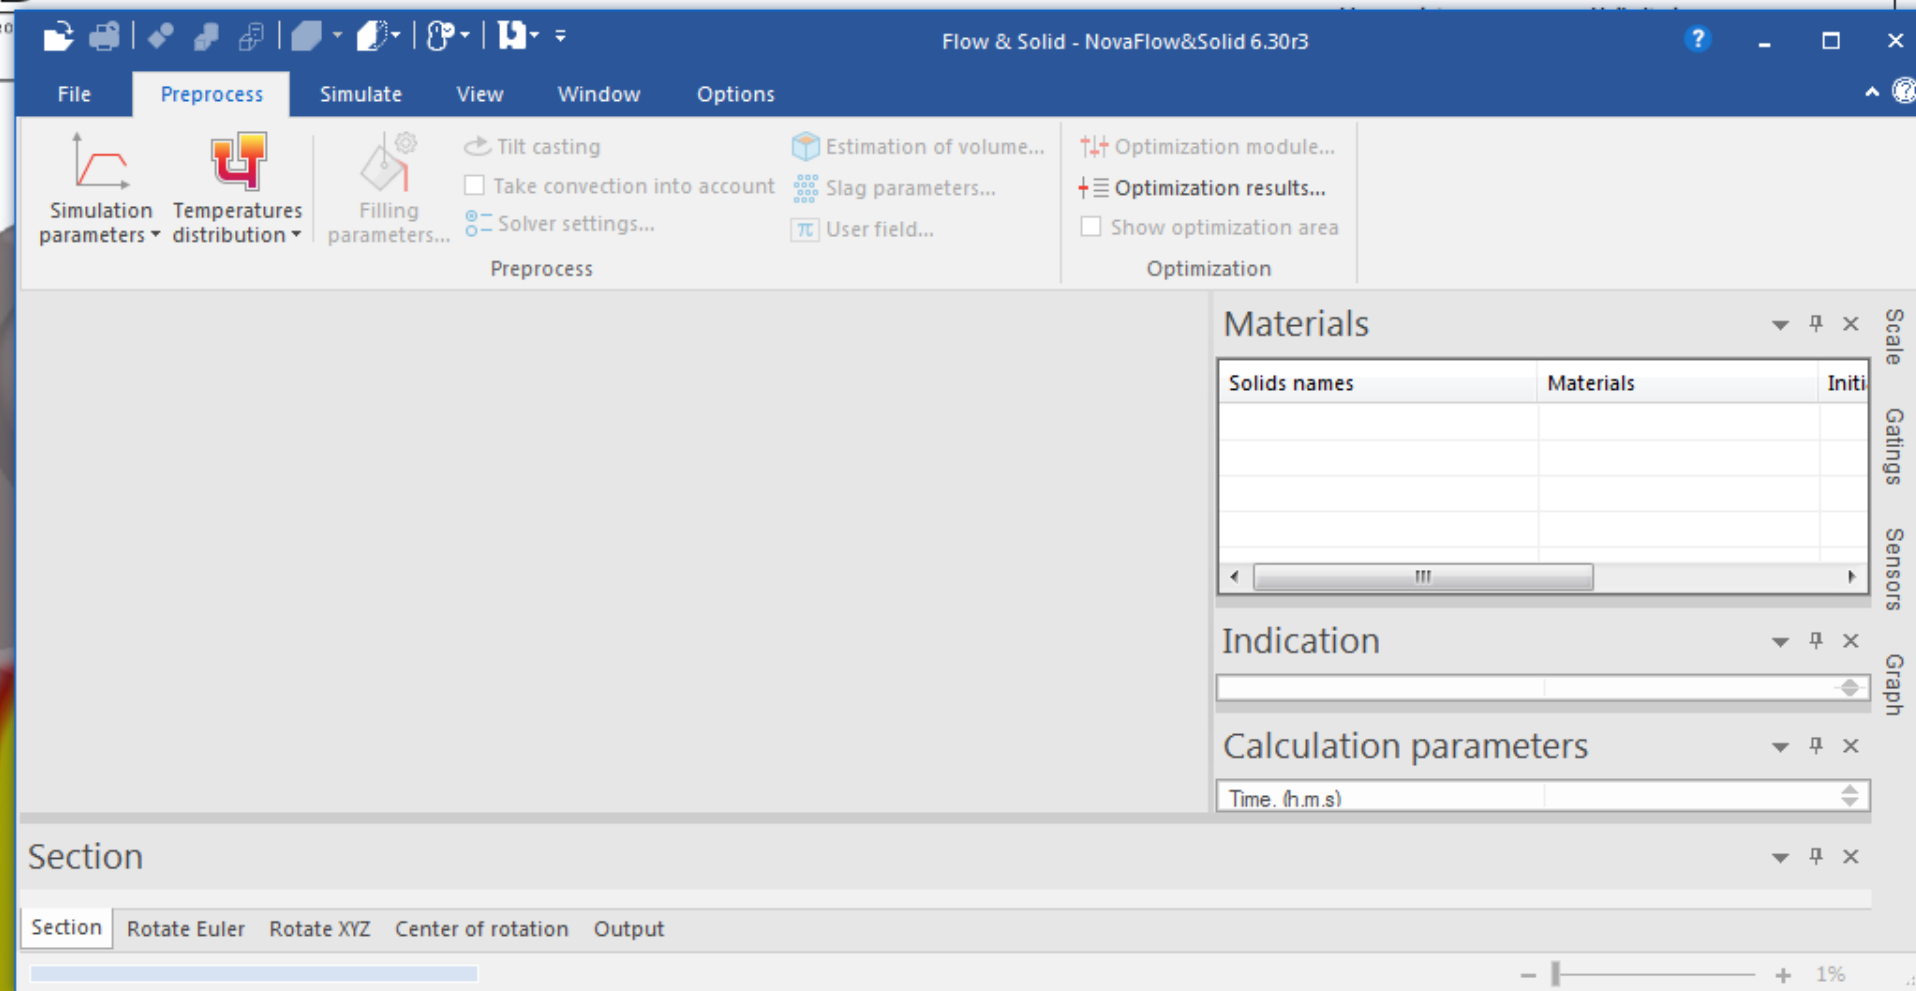 Flow & Solid - NovaFlow&Solid 6.30r3
File Preprocess Simulate View Window Options
Simulation parameters
Temperatures distribution
Filling parameters...
Tilt casting
Take convection into account
Solver settings...
Estimation of volume...
Slag parameters...
User field...
Preprocess
Optimization module...
Optimization results...
Show optimization area
Optimization
Materials
Solids names Materials Initi
Indication
Calculation parameters
Time. (h.m.s)
Scale
Gatings
Sensors
Graph
Section
Section Rotate Euler Rotate XYZ Center of rotation Output
1%